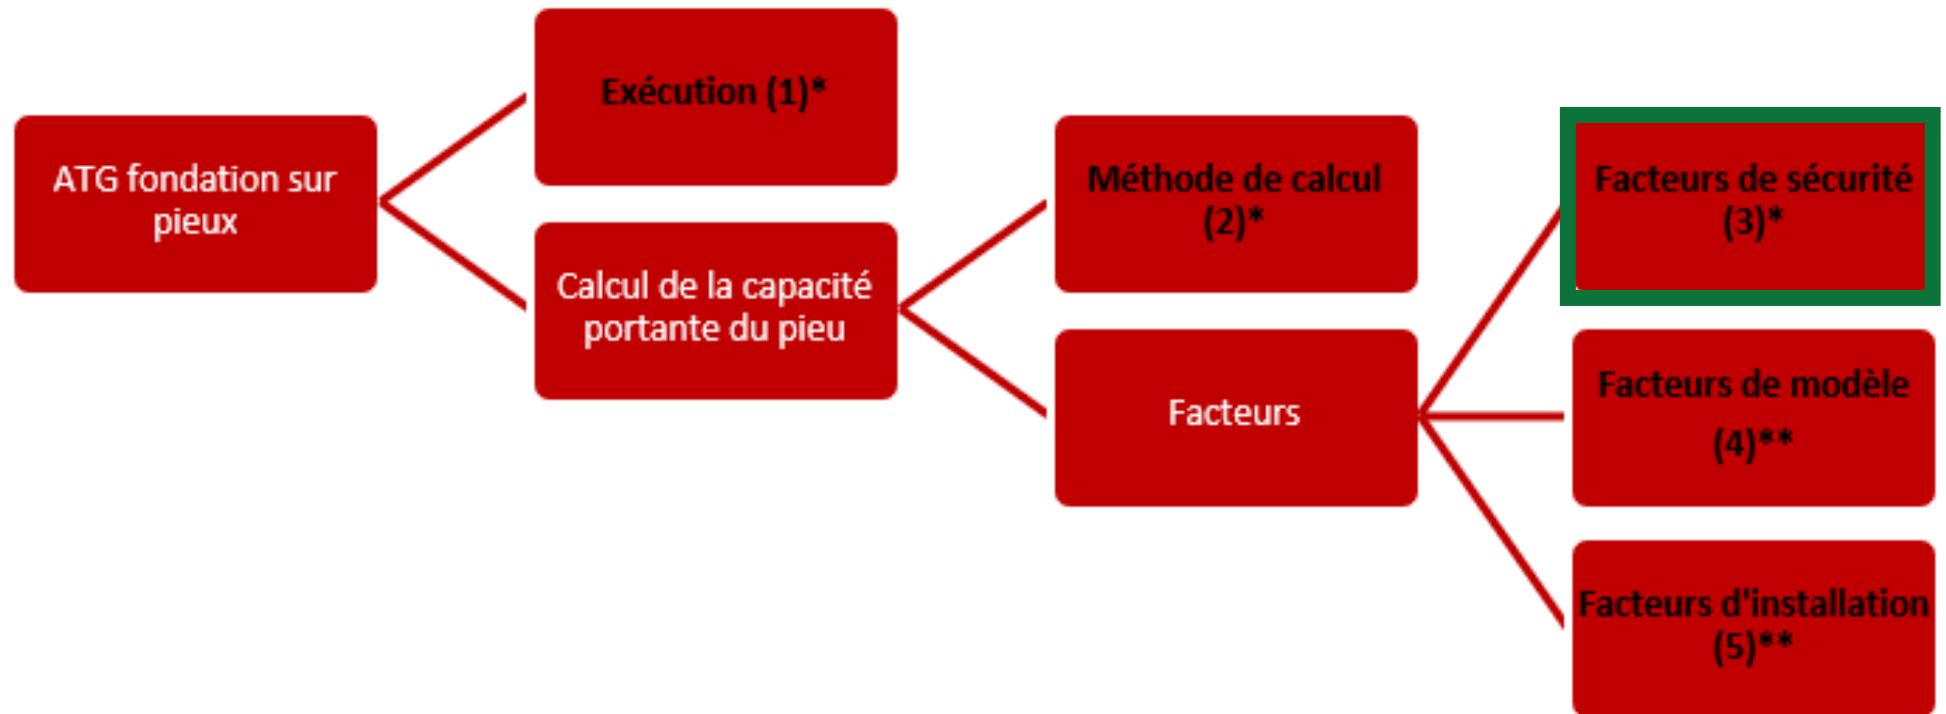 ATG fondation sur
pieux
Exécution (1)*
Calcul de la capacité
portante du pieu
Méthode de calcul
(2)*
Facteurs
Facteurs de sécurité
(3)*
Facteurs de modèle
(4)**
Facteurs d'installation
(5)**